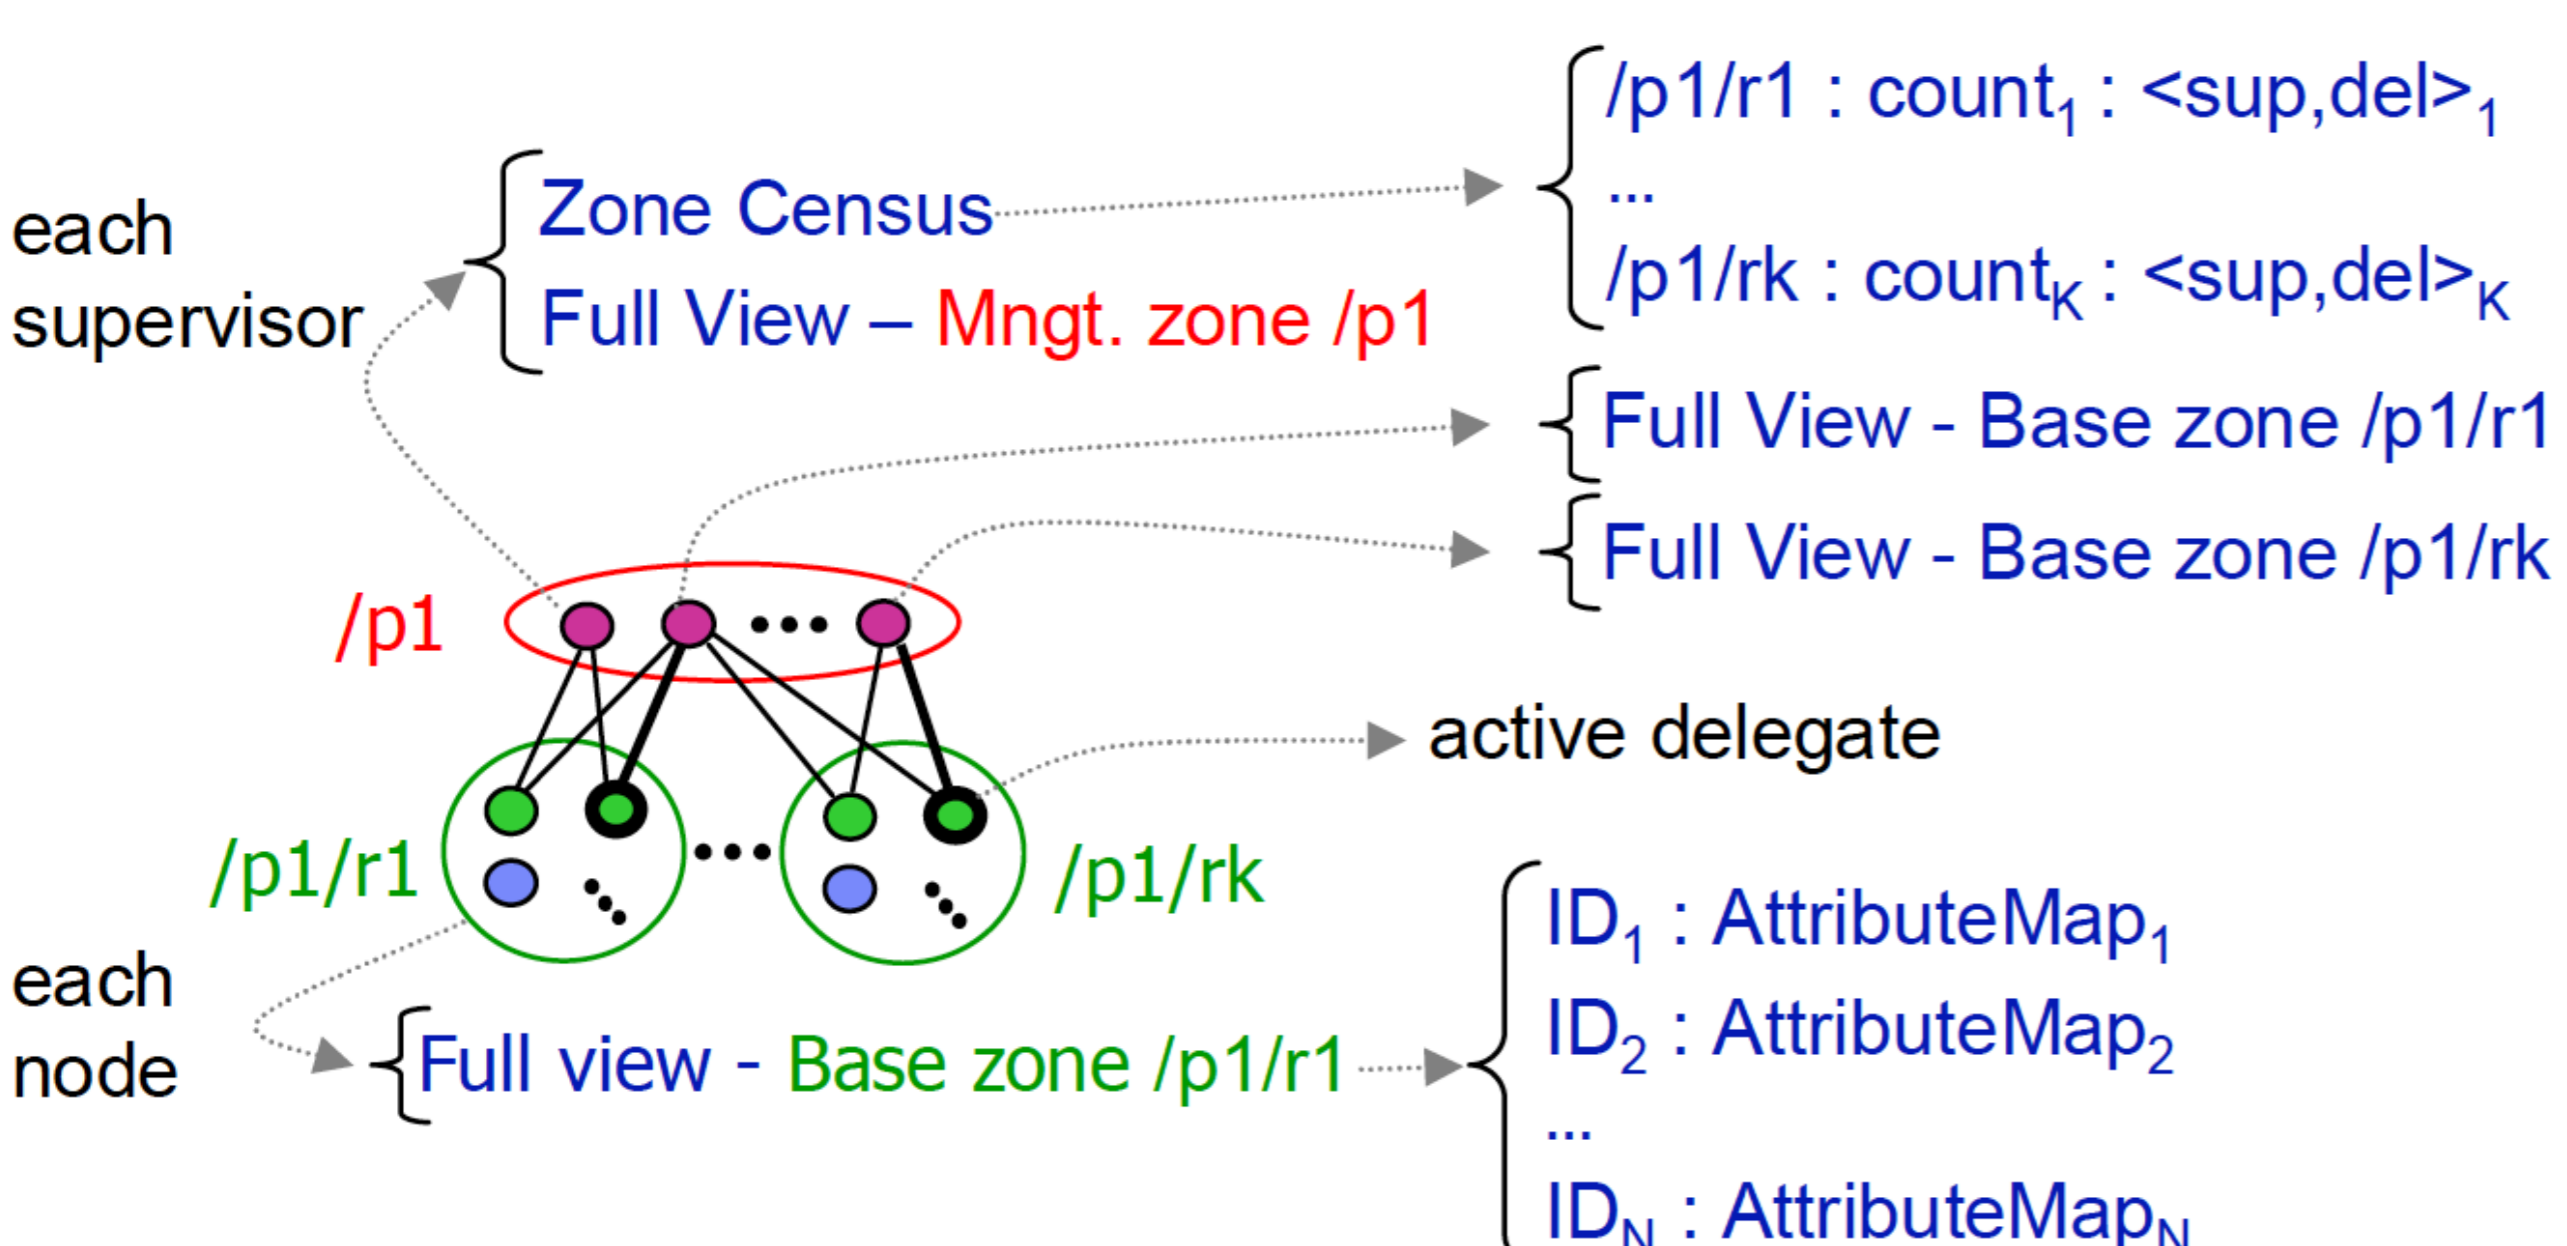 /p1/r1 : count1 : <sup,del>1
...
/p1/rk : countK : <sup,del>K
each
supervisor
Zone Census
Full View – Mngt. zone /p1
Full View - Base zone /p1/r1
Full View - Base zone /p1/rk
/p1
active delegate
/p1/r1
/p1/rk
each
node
Full view - Base zone /p1/r1
ID1 : AttributeMap1
ID2 : AttributeMap2
...
IDN : AttributeMapN